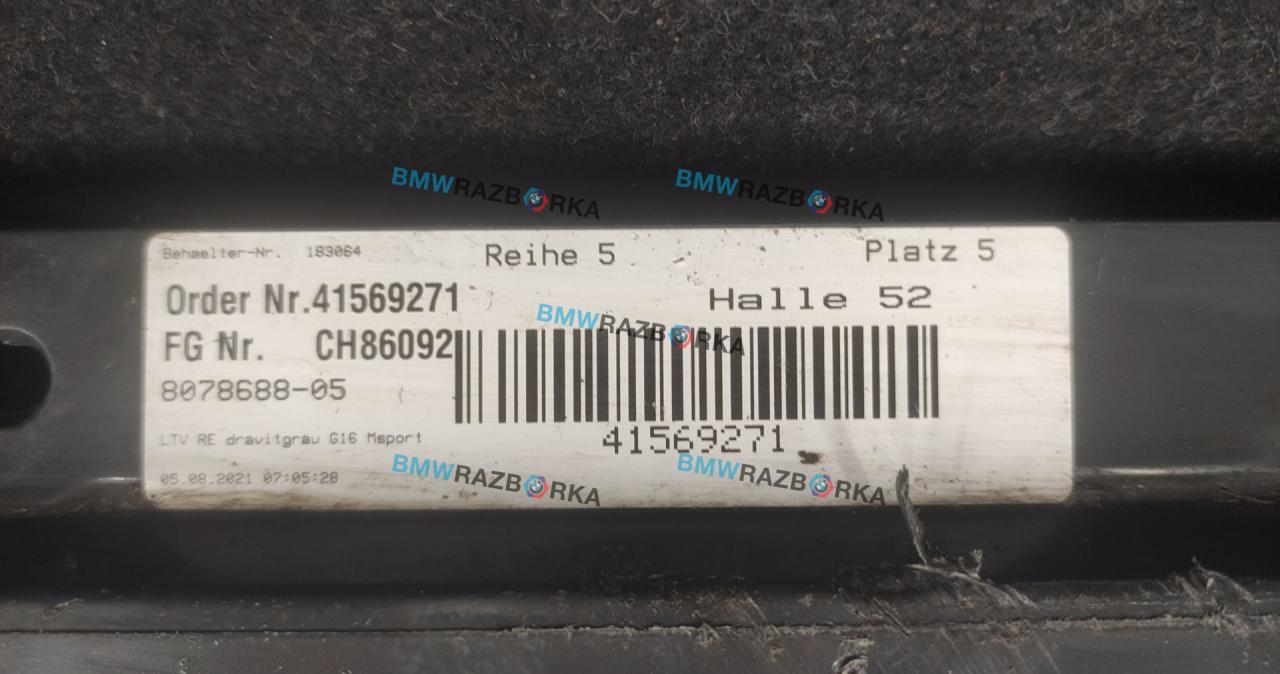 Behaelter-Nr. 183064 Reihe 5 Platz 5
Order Nr.41569271 Halle 52
FG Nr. CH86092
8078688-05
41569271
LTV RE dravitgrau G16 Msport
05.08.2021 07:05:28
BMWRAZBORKA
BMWRAZBORKA
BMWRAZBORKA
BMWRAZBORKA
BMWRAZBORKA